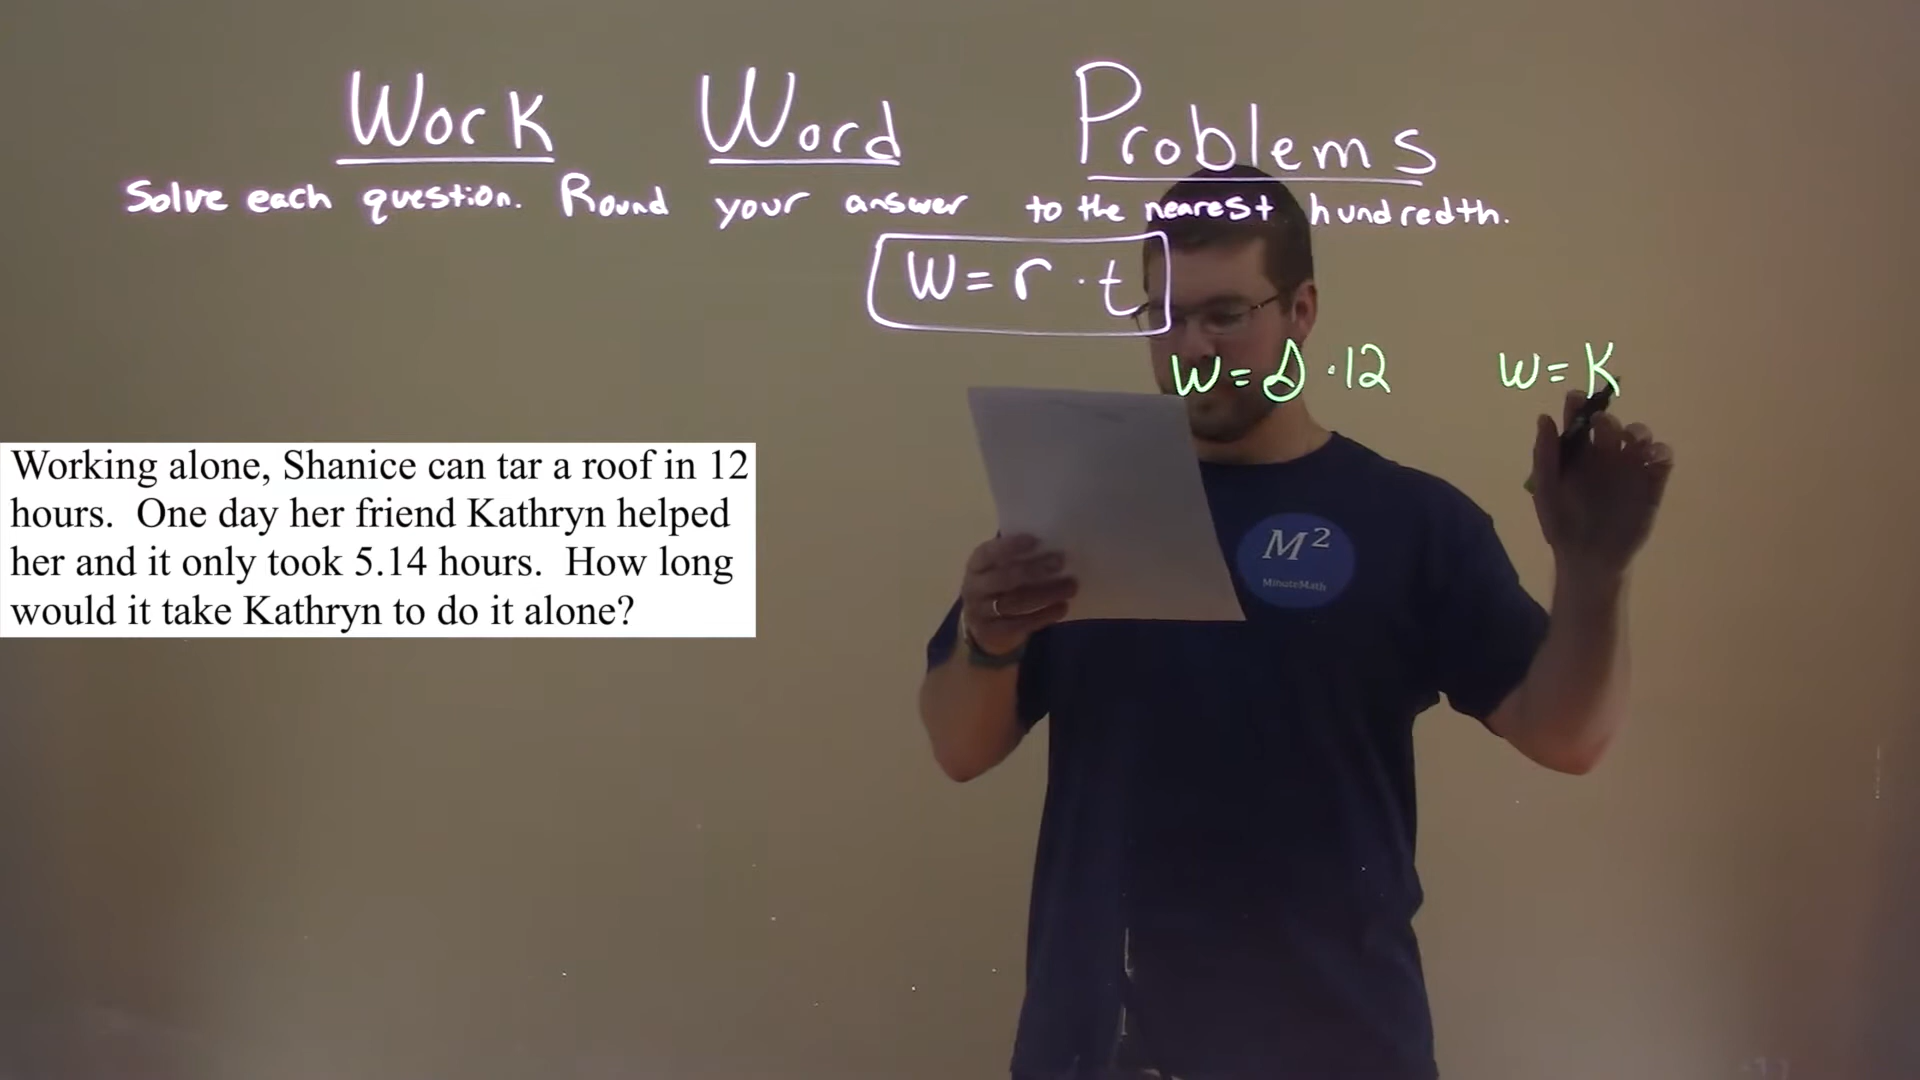 Work Word Problems
Solve each question. Round your answer to the nearest hundredth.
W = r · t
W = s · 12 W = K
Working alone, Shanice can tar a roof in 12
hours. One day her friend Kathryn helped
her and it only took 5.14 hours. How long
would it take Kathryn to do it alone?
M²
MinuteMath